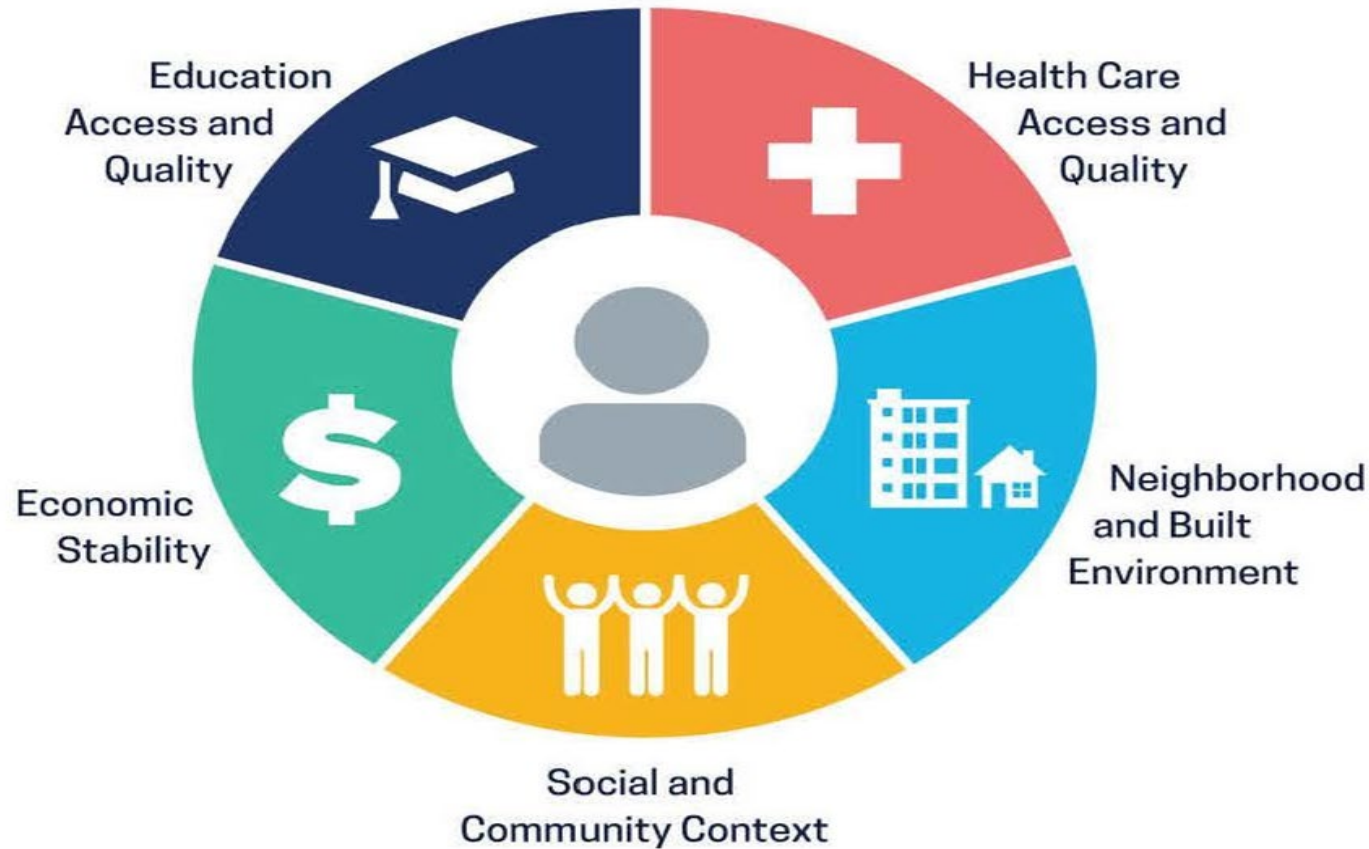 Education
Access and
Quality
Health Care
Access and
Quality
Economic
Stability
Neighborhood
and Built
Environment
Social and
Community Context